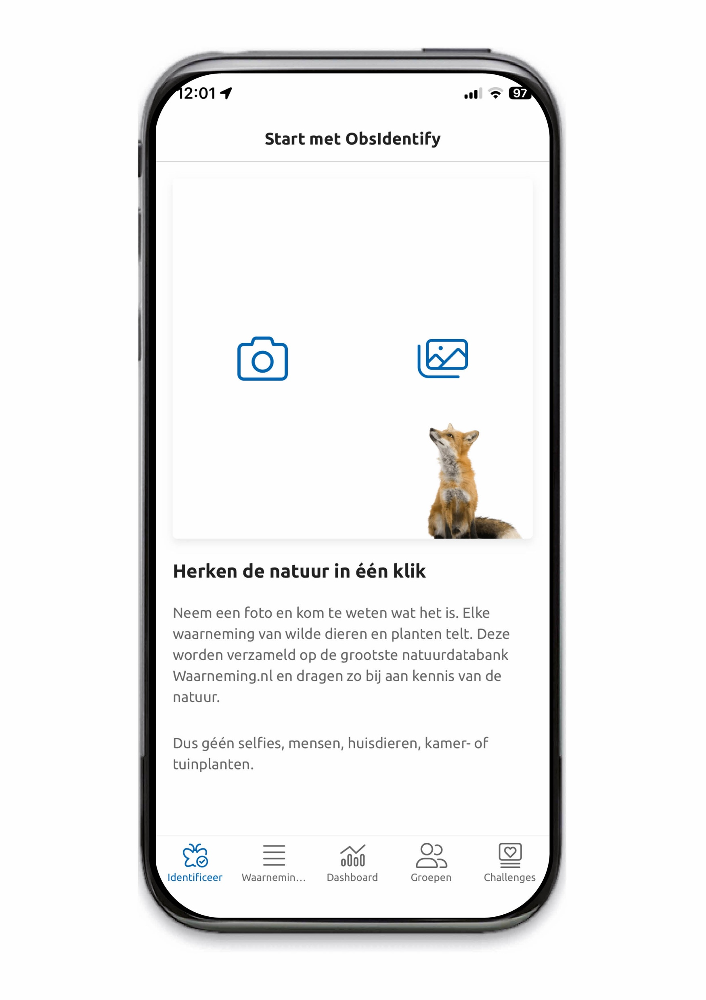 12:01
97
Start met ObsIdentify
Herken de natuur in één klik
Neem een foto en kom te weten wat het is. Elke
waarneming van wilde dieren en planten telt. Deze
worden verzameld op de grootste natuurdatabank
Waarneming.nl en dragen zo bij aan kennis van de
natuur.
Dus géén selfies, mensen, huisdieren, kamer- of
tuinplanten.
Identificeer
Waarnemin...
Dashboard
Groepen
Challenges